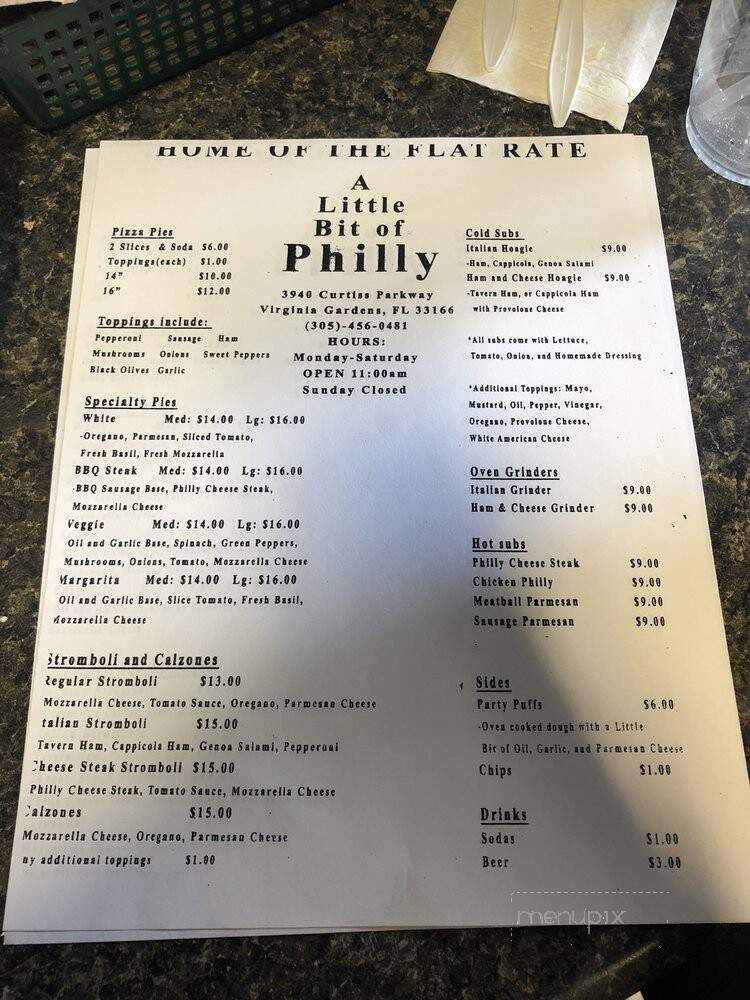 HOME OF THE FLAT RATE
A
Little
Bit of
Philly
3940 Curtiss Parkway
Virginia Gardens, FL 33166
(305)-456-0481
HOURS:
Monday-Saturday
OPEN 11:00am
Sunday Closed
Pizza Pies
2 Slices & Soda $6.00
Toppings(each) $1.00
14" $10.00
16" $12.00
Toppings include:
Pepperoni Sausage Ham
Mushrooms Onions Sweet Peppers
Black Olives Garlic
Specialty Pies
White Med: $14.00 Lg: $16.00
-Oregano, Parmesan, Sliced Tomato,
Fresh Basil, Fresh Mozzarella
BBQ Steak Med: $14.00 Lg: $16.00
-BBQ Sausage Base, Philly Cheese Steak,
Mozzarella Cheese
Veggie Med: $14.00 Lg: $16.00
Oil and Garlic Base, Spinach, Green Peppers,
Mushrooms, Onions, Tomato, Mozzarella Cheese
Margarita Med: $14.00 Lg: $16.00
Oil and Garlic Base, Slice Tomato, Fresh Basil,
Mozzarella Cheese
Stromboli and Calzones
Regular Stromboli $13.00
Mozzarella Cheese, Tomato Sauce, Oregano, Parmesan Cheese
talian Stromboli $15.00
Tavern Ham, Cappicola Ham, Genoa Salami, Pepperoni
Cheese Steak Stromboli $15.00
Philly Cheese Steak, Tomato Sauce, Mozzarella Cheese
Calzones $15.00
Mozzarella Cheese, Oregano, Parmesan Cheese
ny additional toppings $1.00
Cold Subs
Italian Hoagie $9.00
-Ham, Cappicola, Genoa Salami
Ham and Cheese Hoagie $9.00
-Tavern Ham, or Cappicola Ham
with Provolone Cheese
*All subs come with Lettuce,
Tomato, Onion, and Homemade Dressing
*Additional Toppings: Mayo,
Mustard, Oil, Pepper, Vinegar,
Oregano, Provolone Cheese,
White American Cheese
Oven Grinders
Italian Grinder $9.00
Ham & Cheese Grinder $9.00
Hot subs
Philly Cheese Steak $9.00
Chicken Philly $9.00
Meatball Parmesan $9.00
Sausage Parmesan $9.00
Sides
Party Puffs $6.00
-Oven cooked dough with a Little
Bit of Oil, Garlic, and Parmesan Cheese
Chips $1.00
Drinks
Sodas $1.00
Beer $3.00
menupix